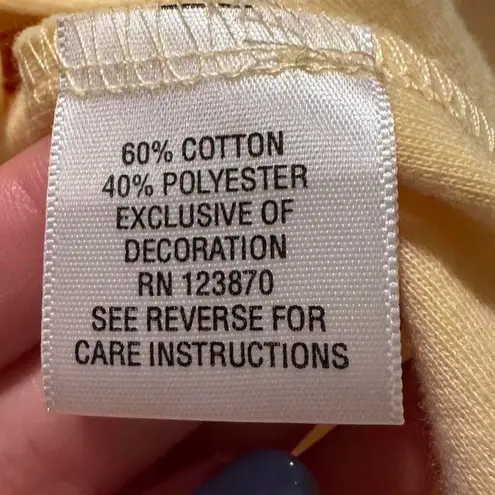 60% COTTON
40% POLYESTER
EXCLUSIVE OF
DECORATION
RN 123870
SEE REVERSE FOR
CARE INSTRUCTIONS